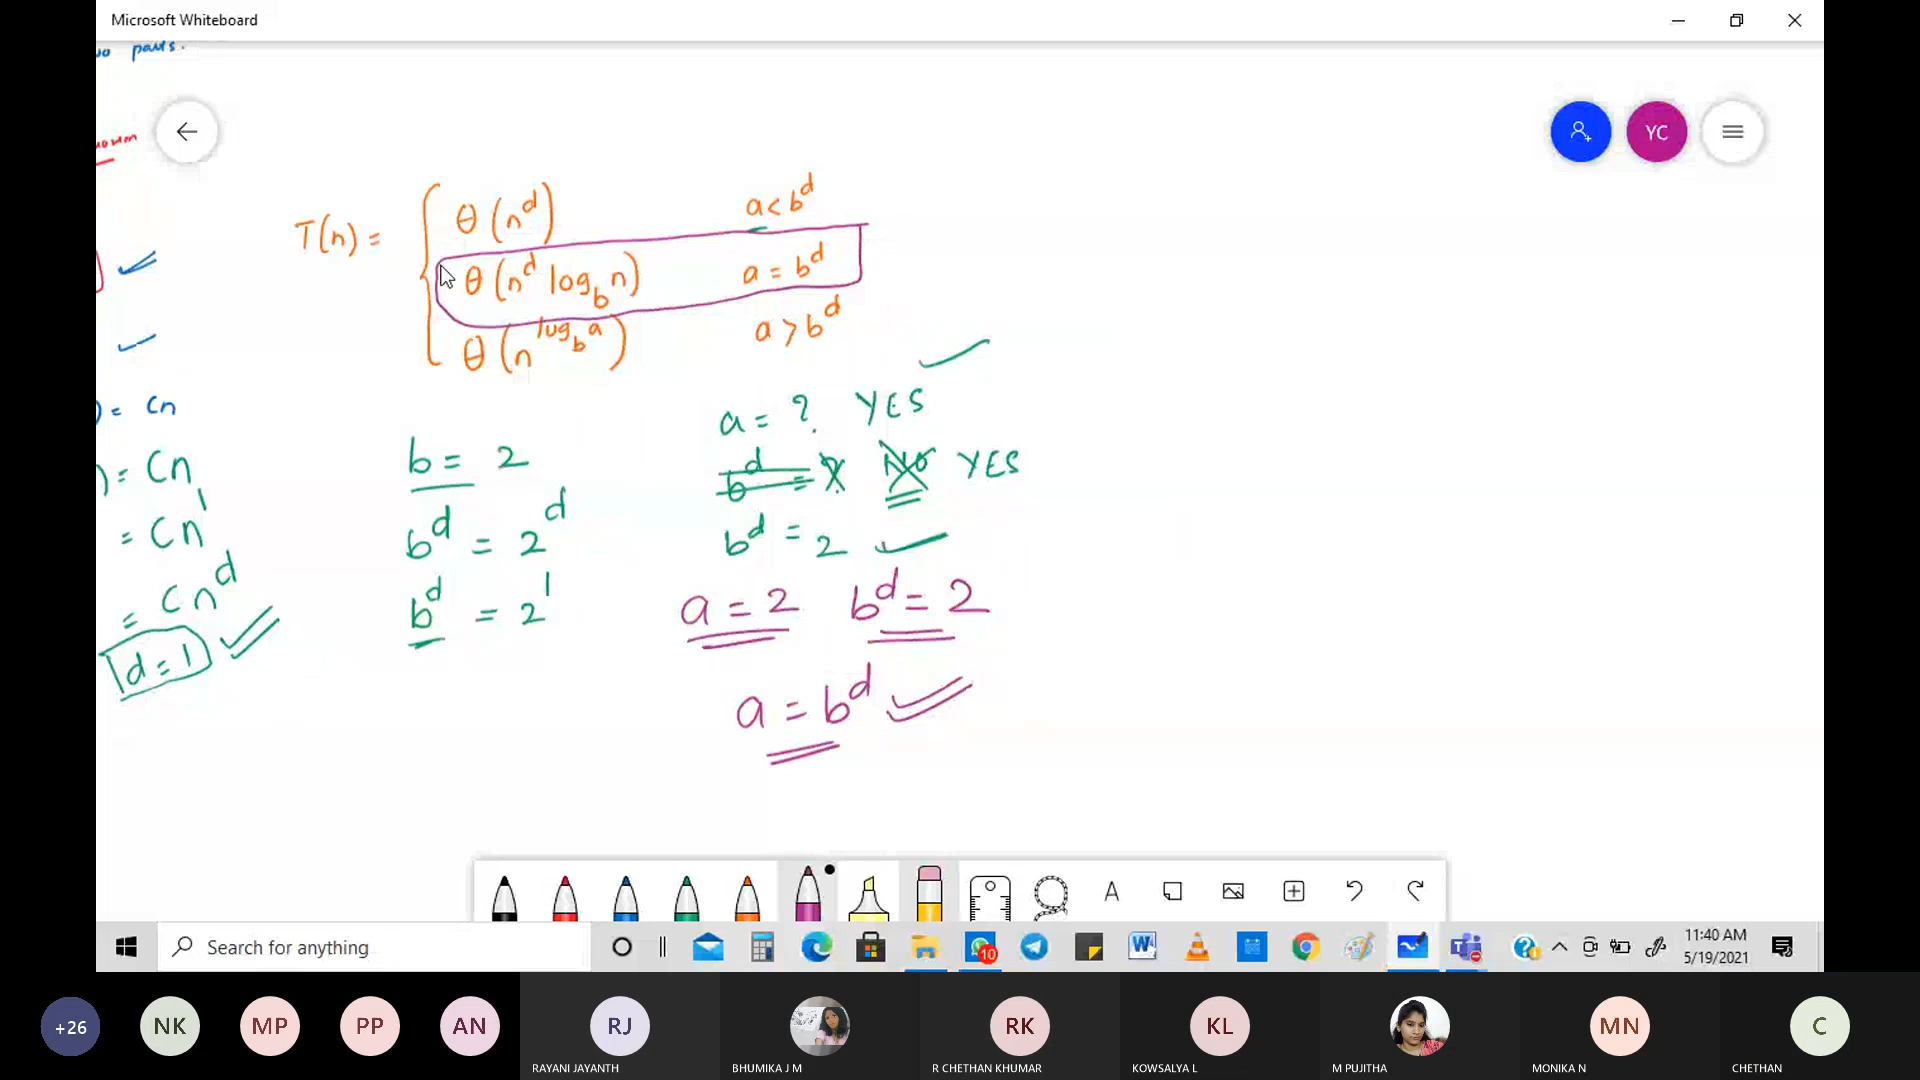 Microsoft Whiteboard
parts.
YC
T(n) =
θ (n^d) a < b^d
θ (n^d log_b n) a = b^d
θ (n^log_b a) a > b^d
= Cn
) = Cn
= Cn^1
= Cn^d
d = 1
b = 2
b^d = 2^d
b^d = 2^1
a = ? YES
b^d = ? NO YES
b^d = 2
a = 2 b^d = 2
a = b^d
A
Search for anything
10
11:40 AM
5/19/2021
+26
NK
MP
PP
AN
RJ
RK
KL
MN
C
RAYANI JAYANTH
BHUMIKA J M
R CHETHAN KHUMAR
KOWSALYA L
M PUJITHA
MONIKA N
CHETHAN